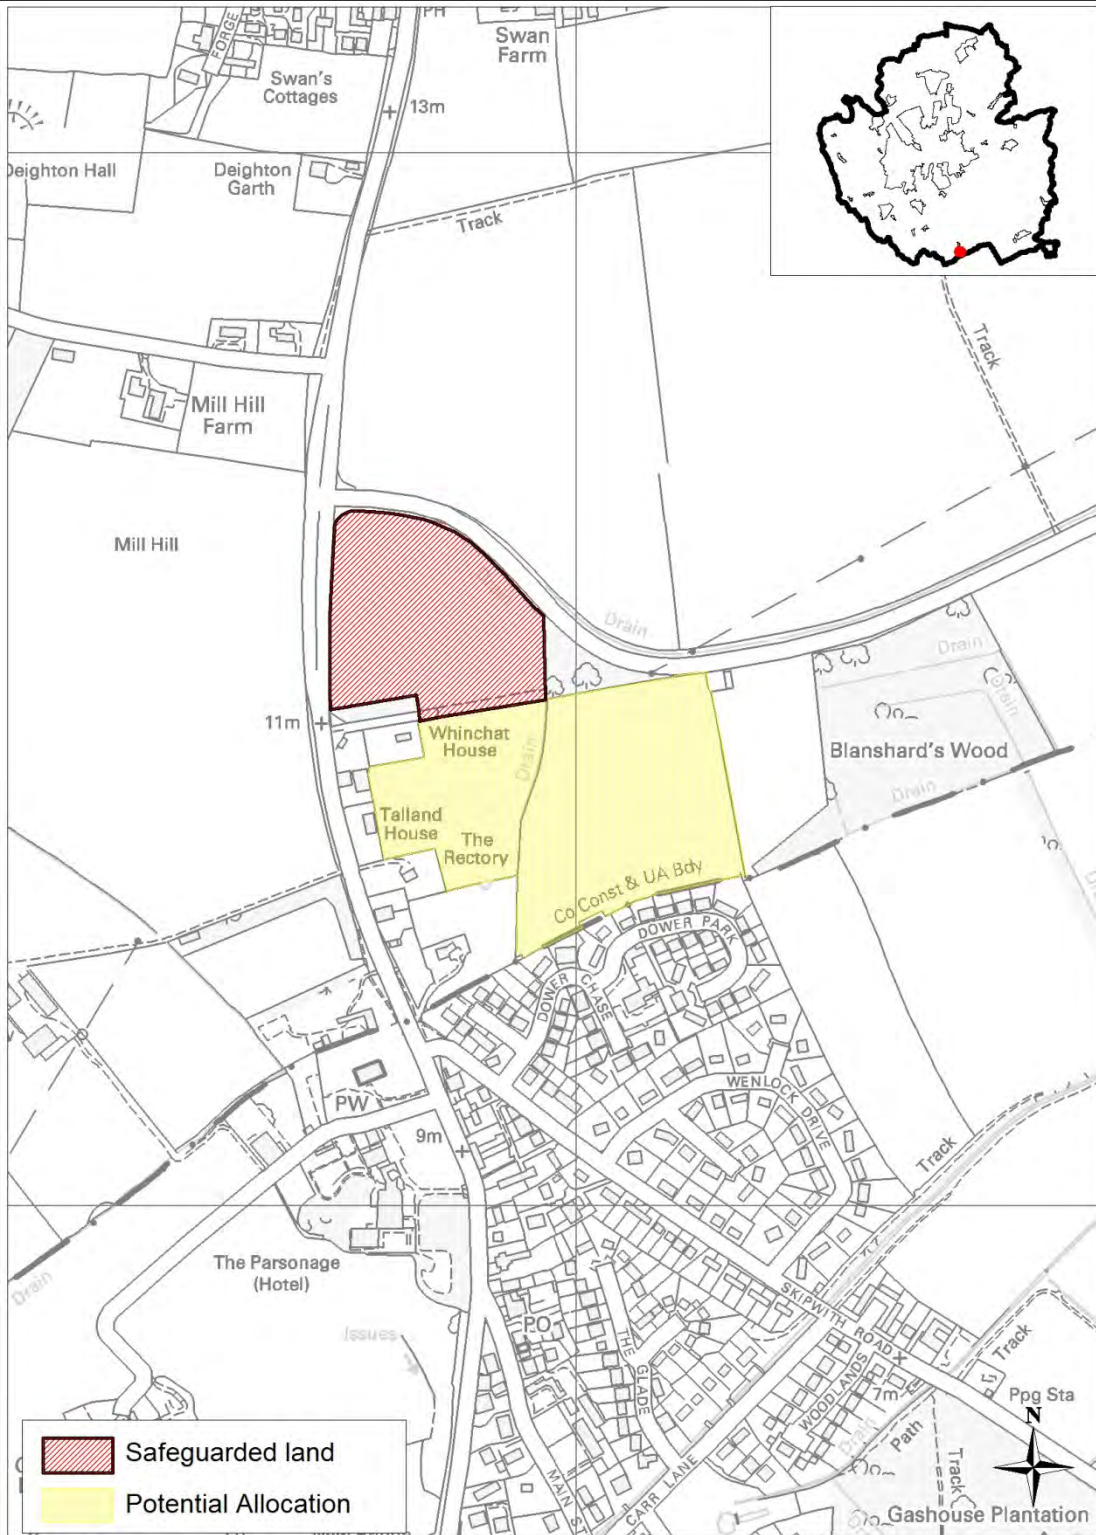 PH
FORGE
Swan
Farm
Swan's
Cottages
13m
Deighton Hall
Deighton
Garth
Track
Track
Mill Hill
Farm
Mill Hill
Drain
Drain
Drain
11m
Whinchat
House
Drain
Blanshard's Wood
Drain
Talland
House
The
Rectory
Co Const & UA Bdy
DOWER PARK
DOWER CHASE
WENLOCK DRIVE
PW
9m
Track
The Parsonage
(Hotel)
Drain
Issues
PO
THE GLADE
SKIPWITH ROAD
WOODLANDS
7m
Track
Ppg Sta
Drain
Path
Track
MAIN ST
CARR LANE
Gashouse Plantation
N
Safeguarded land
Potential Allocation